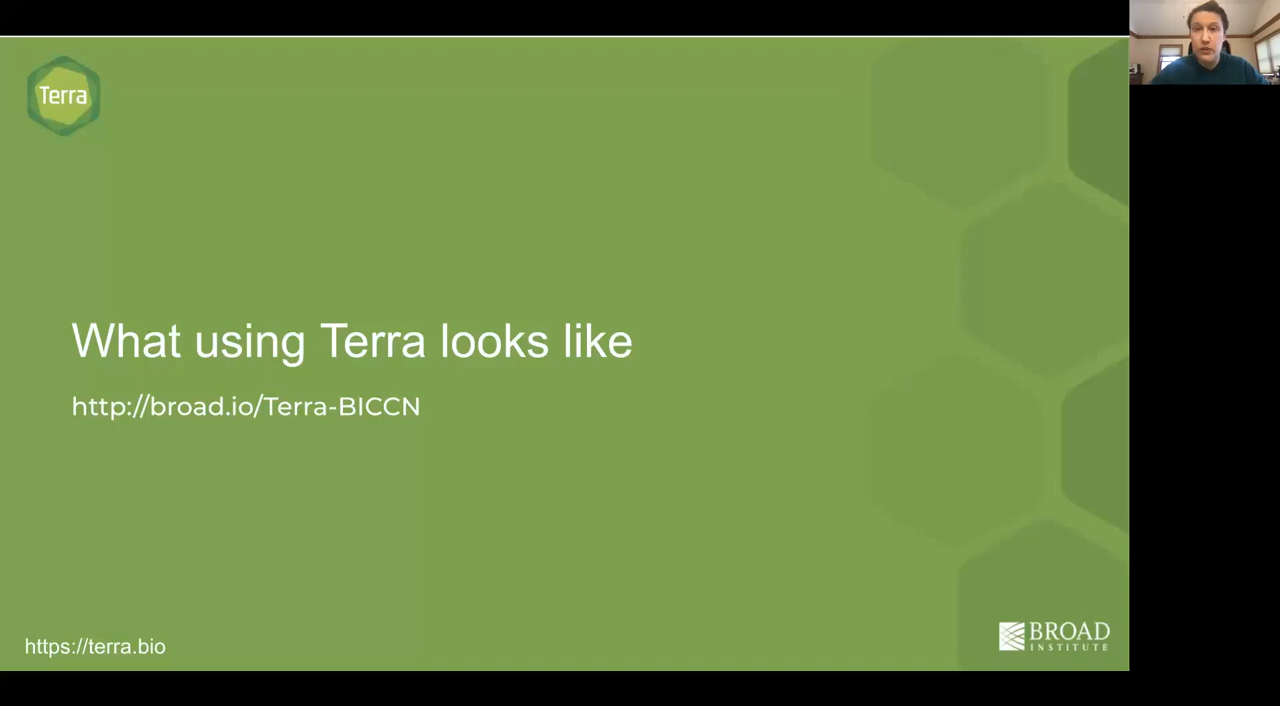 Terra
What using Terra looks like
http://broad.io/Terra-BICCN
https://terra.bio
BROAD
INSTITUTE